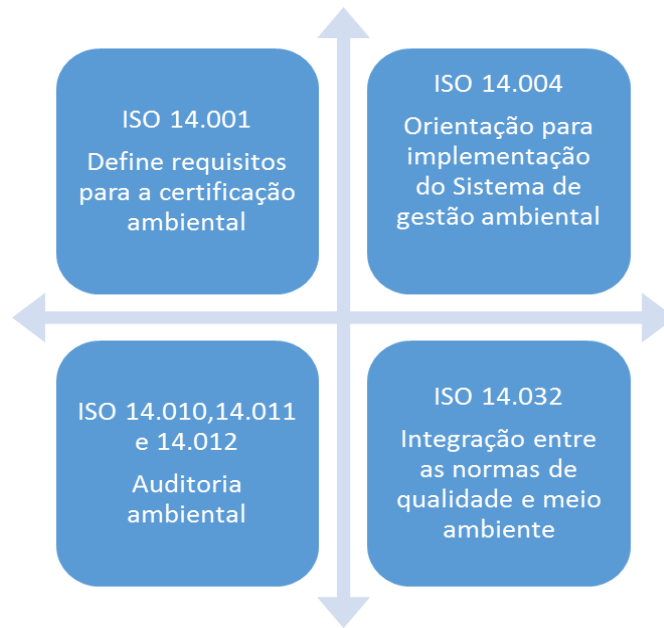 ISO 14.001
Define requisitos
para a certificação
ambiental
ISO 14.004
Orientação para
implementação
do Sistema de
gestão ambiental
ISO 14.010,14.011
e 14.012
Auditoria
ambiental
ISO 14.032
Integração entre
as normas de
qualidade e meio
ambiente